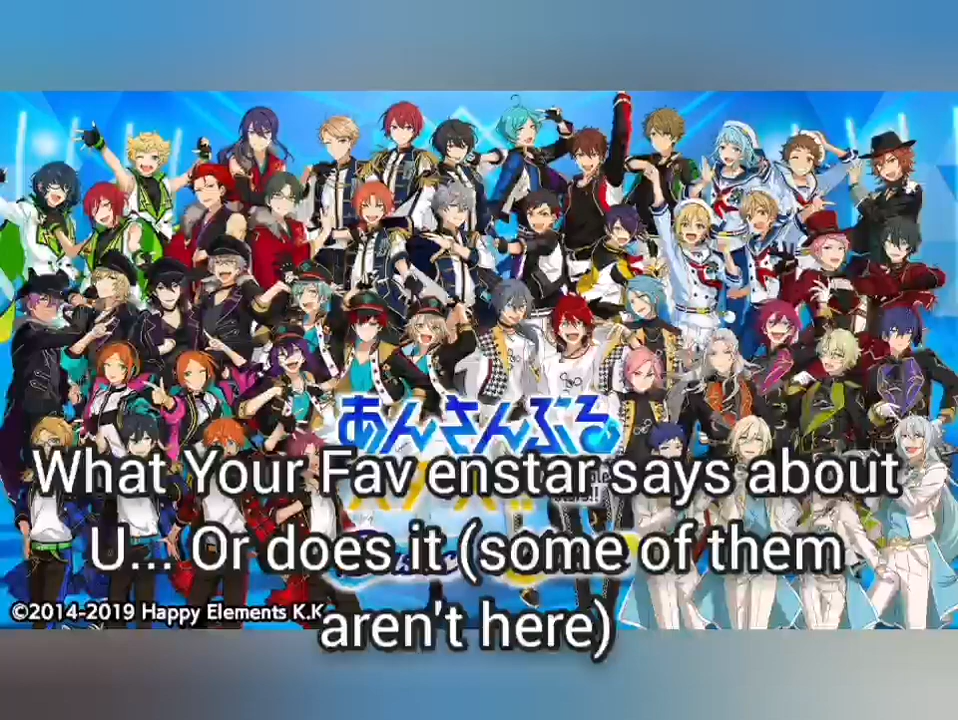 あんさんぶる
What Your Fav enstar says about
U... Or does it (some of them
©2014-2019 Happy Elements K.K
aren't here)